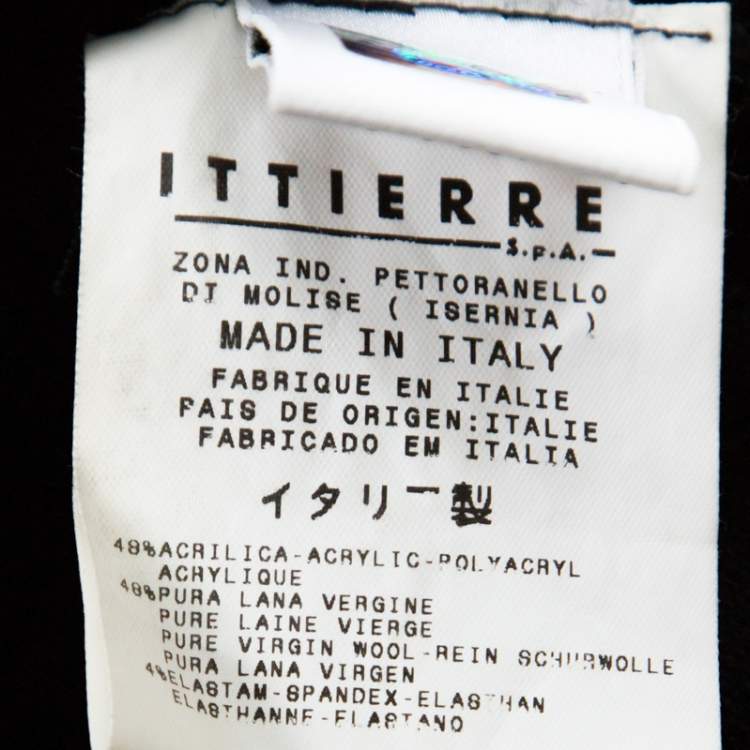 ITTIERRE
S.p.A.
ZONA IND. PETTORANELLO
DI MOLISE ( ISERNIA )
MADE IN ITALY
FABRIQUE EN ITALIE
PAIS DE ORIGEN:ITALIE
FABRICADO EM ITALIA
イタリー製
48%ACRILICA-ACRYLIC-POLYACRYL
ACRYLIQUE
48%PURA LANA VERGINE
PURE LAINE VIERGE
PURE VIRGIN WOOL-REIN SCHURWOLLE
PURA LANA VIRGEN
4%ELASTAM-SPANDEX-ELASTHAN
ELASTHANNE-ELASTANO